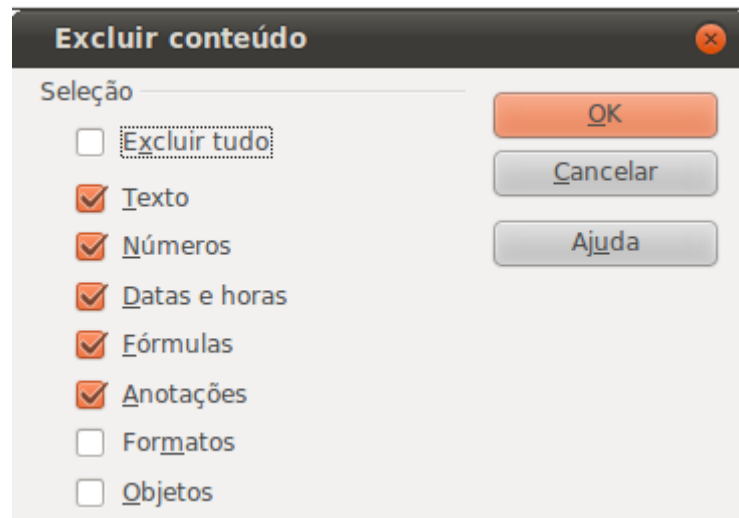 Excluir conteúdo
Seleção
OK
Excluir tudo
Cancelar
Texto
Números
Ajuda
Datas e horas
Fórmulas
Anotações
Formatos
Objetos